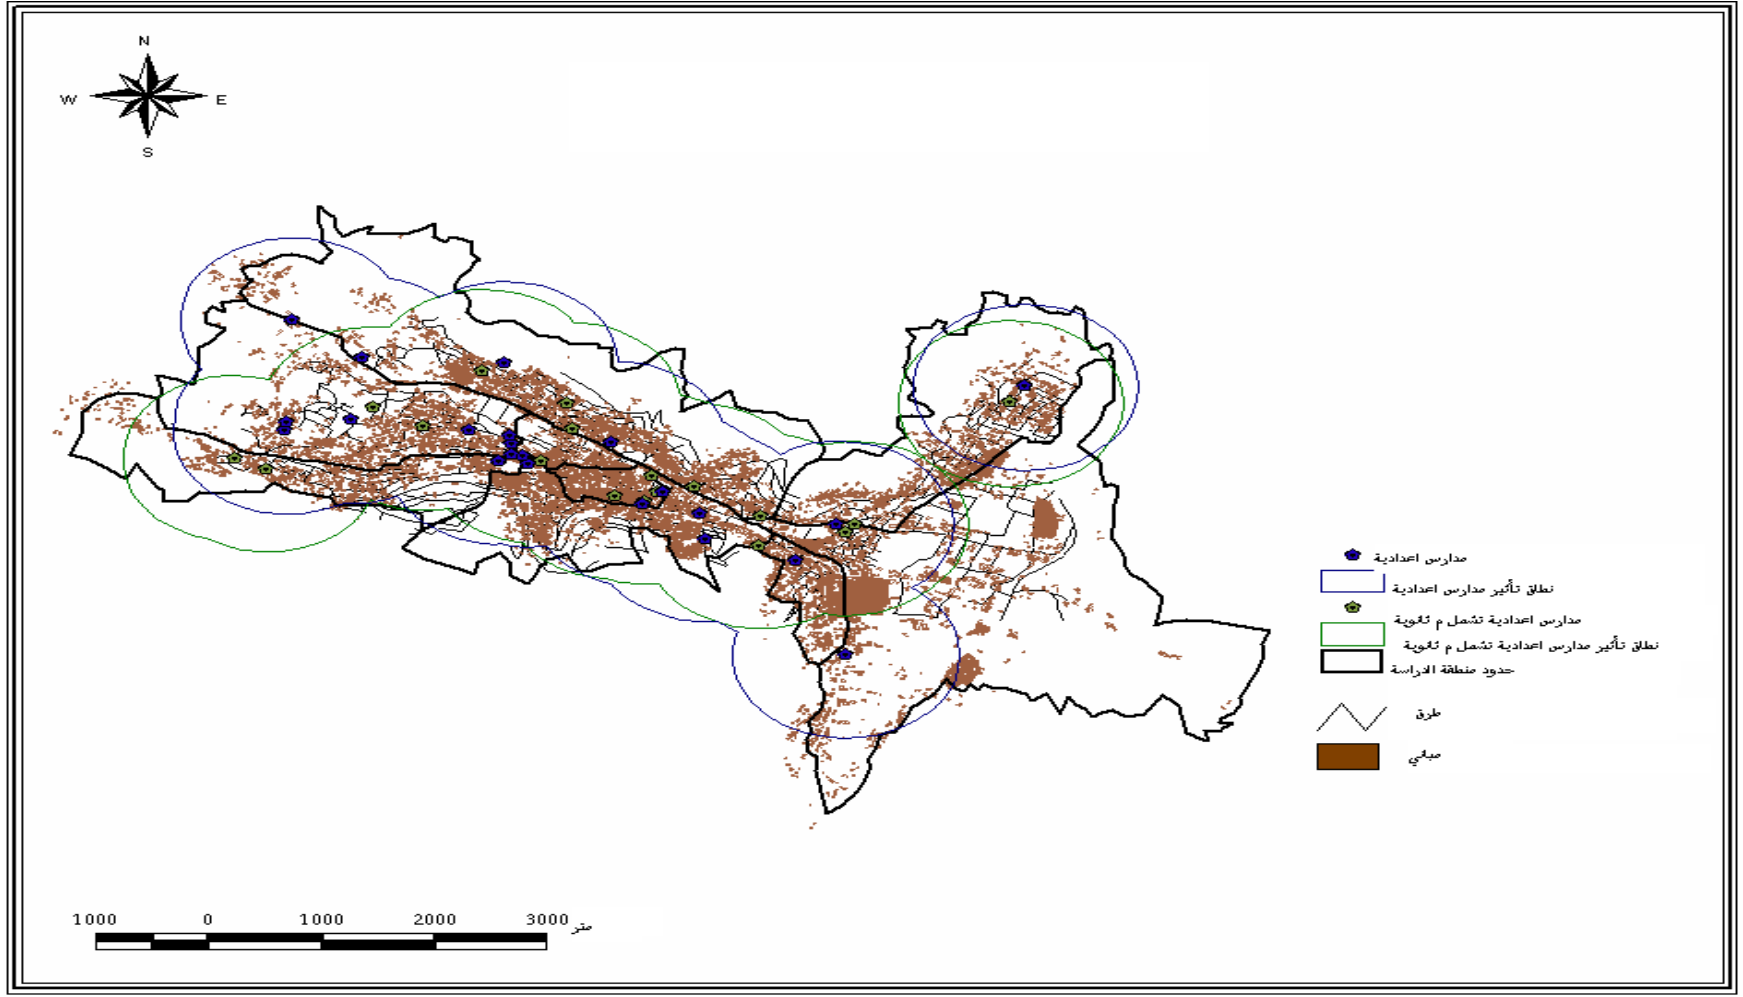 N
W E
S
مدارس اعدادية
نطاق تأثير مدارس اعدادية
مدارس اعدادية تشمل م ثانوية
نطاق تأثير مدارس اعدادية تشمل م ثانوية
حدود منطقة الدراسة
طرق
مباني
1000 0 1000 2000 3000 متر